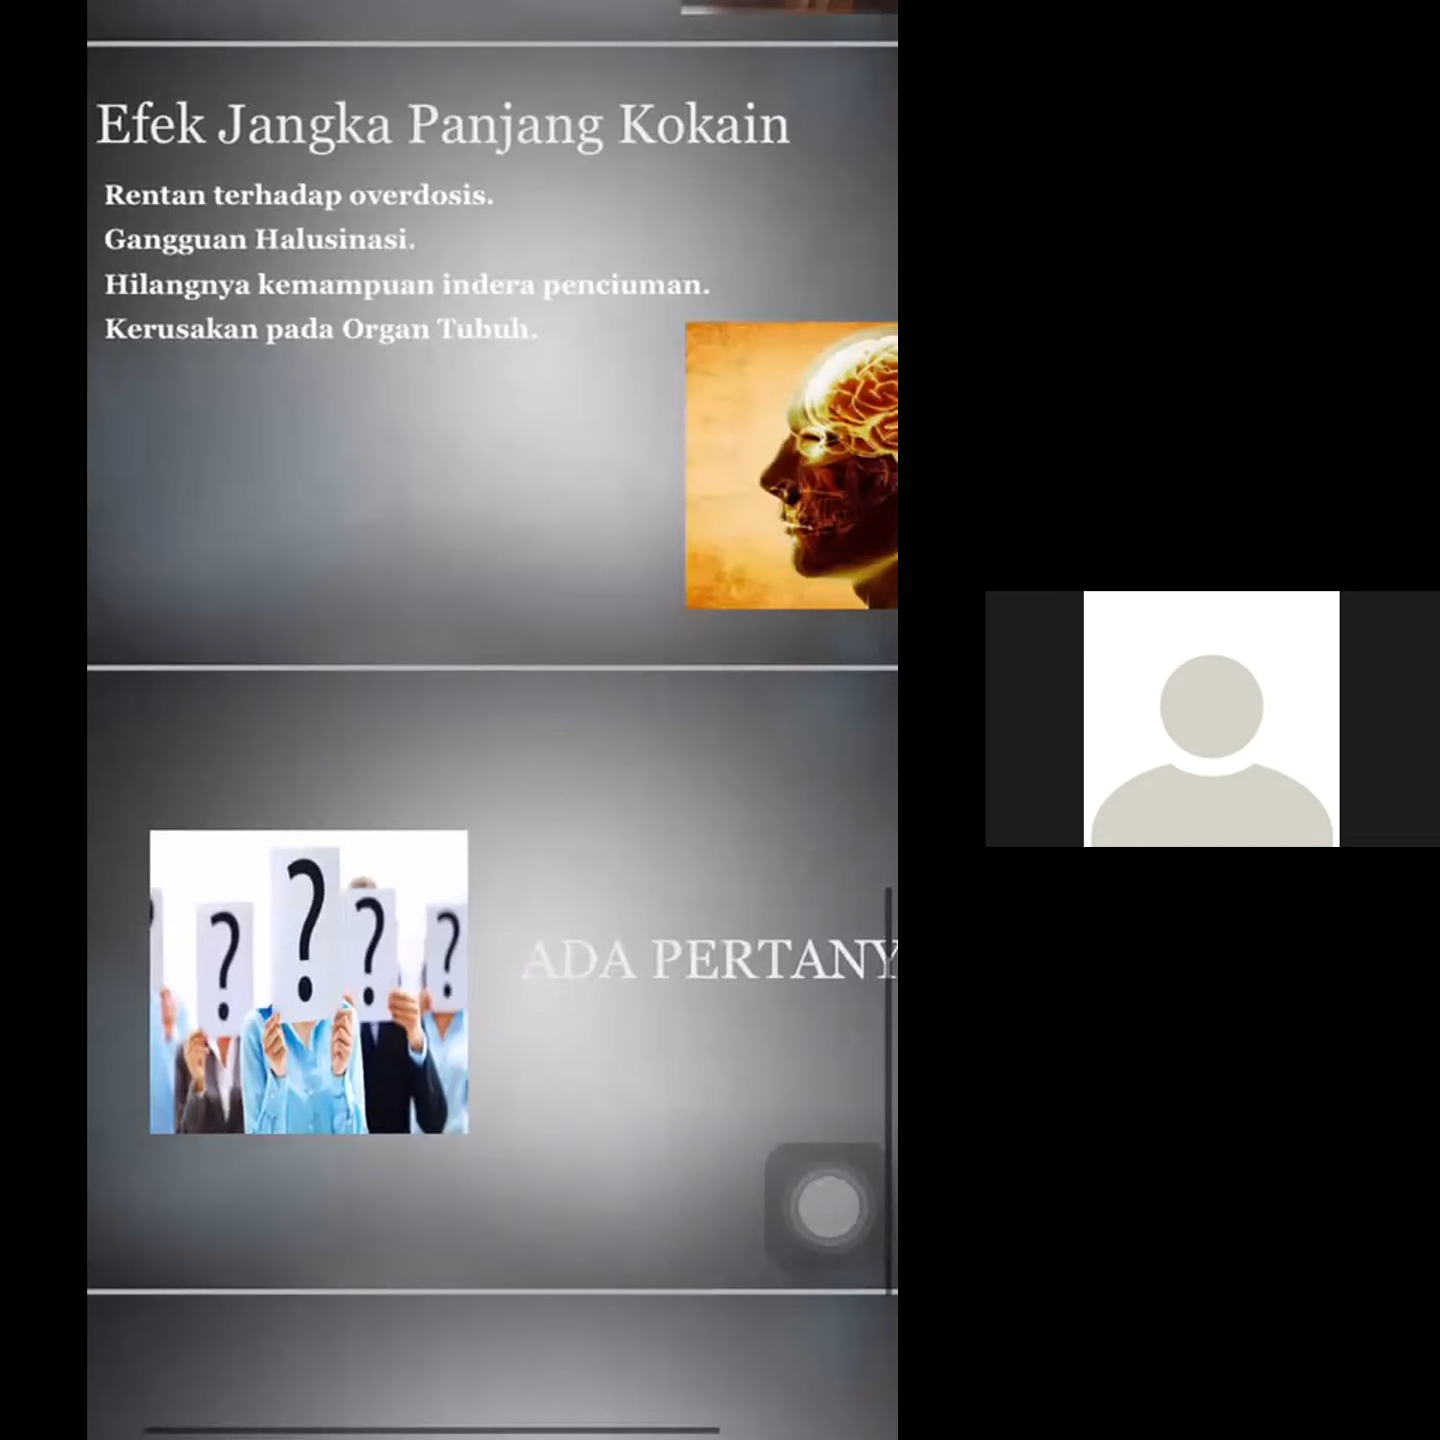 Efek Jangka Panjang Kokain
Rentan terhadap overdosis.
Gangguan Halusinasi.
Hilangnya kemampuan indera penciuman.
Kerusakan pada Organ Tubuh.
? ? ? ?
ADA PERTANY